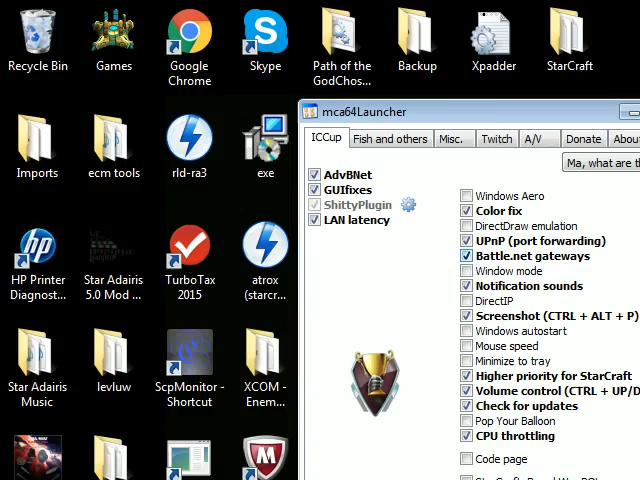 Recycle Bin
Games
Google
Chrome
Skype
Path of the
GodChos...
Backup
Xpadder
StarCraft
Imports
ecm tools
rld-ra3
exe
HP Printer
Diagnost...
Star Adairis
5.0 Mod ...
TurboTax
2015
atrox
(starcr...
Star Adairis
Music
levluw
ScpMonitor -
Shortcut
XCOM -
Enem...
mca64Launcher
ICCup
Fish and others
Misc.
Twitch
A/V
Donate
Abou
Ma, what are th
AdvBNet
GUIfixes
ShittyPlugin
LAN latency
Windows Aero
Color fix
DirectDraw emulation
UPnP (port forwarding)
Battle.net gateways
Window mode
Notification sounds
DirectIP
Screenshot (CTRL + ALT + P)
Windows autostart
Mouse speed
Minimize to tray
Higher priority for StarCraft
Volume control (CTRL + UP/D
Check for updates
Pop Your Balloon
CPU throttling
Code page